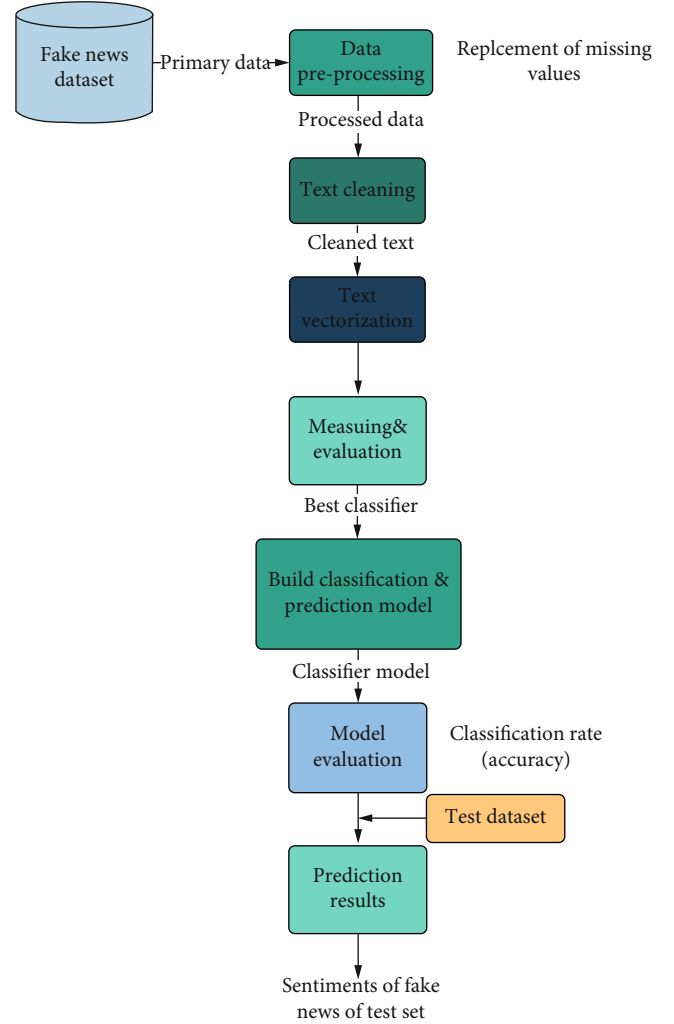 Fake news
dataset
Primary data
Data
pre-processing
Replcement of missing
values
Processed data
Text cleaning
Cleaned text
Text
vectorization
Measuing&
evaluation
Best classifier
Build classification &
prediction model
Classifier model
Model
evaluation
Classification rate
(accuracy)
Test dataset
Prediction
results
Sentiments of fake
news of test set